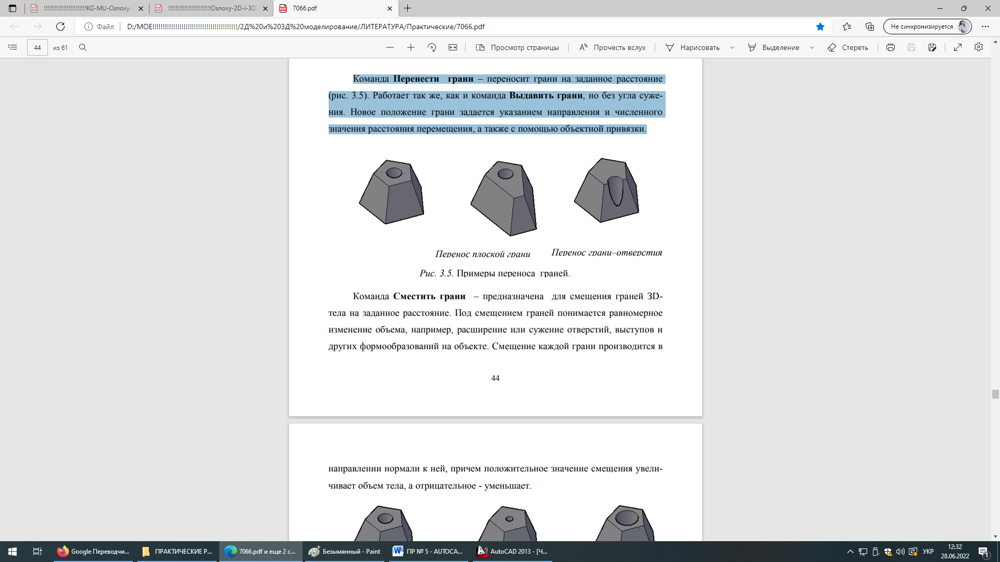 !!!!!!!!!!!!!!!!!!!!!!!!!KG-MU-Osnovy-2
!!!!!!!!!!!!!!!!!!!!!!!!!Osnovy-2D-i-3D-
7066.pdf
Файл
D:/МОЕ!!!!!!!!!!!!!!!!!!!!!!!!!!!!!!!!!!!!!!!!!/2Д%20и%203Д%20моделирование/ЛИТЕРАТУРА/Практические/7066.pdf
Не синхронизируется
44 из 61
Просмотр страницы
Прочесть вслух
Нарисовать
Выделение
Стереть
Команда Перенести грани – переносит грани на заданное расстояние
(рис. 3.5). Работает так же, как и команда Выдавить грани, но без угла суже-
ния. Новое положение грани задается указанием направления и численного
значения расстояния перемещения, а также с помощью объектной привязки.
Перенос плоской грани
Перенос грани–отверстия
Рис. 3.5. Примеры переноса граней.
Команда Сместить грани – предназначена для смещения граней 3D-
тела на заданное расстояние. Под смещением граней понимается равномерное
изменение объема, например, расширение или сужение отверстий, выступов и
других формообразований на объекте. Смещение каждой грани производится в
44
направлении нормали к ней, причем положительное значение смещения увели-
чивает объем тела, а отрицательное - уменьшает.
Google Переводчи...
ПРАКТИЧЕСКИЕ Р...
7066.pdf и еще 2 с...
Безымянный - Paint
ПР № 5 - AUTOCA...
AutoCAD 2013 - [Ч...
УКР
12:32
28.06.2022
1